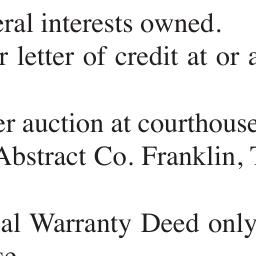 eral interests owned.
r letter of credit at or a
er auction at courthouse
Abstract Co. Franklin, T
al Warranty Deed only